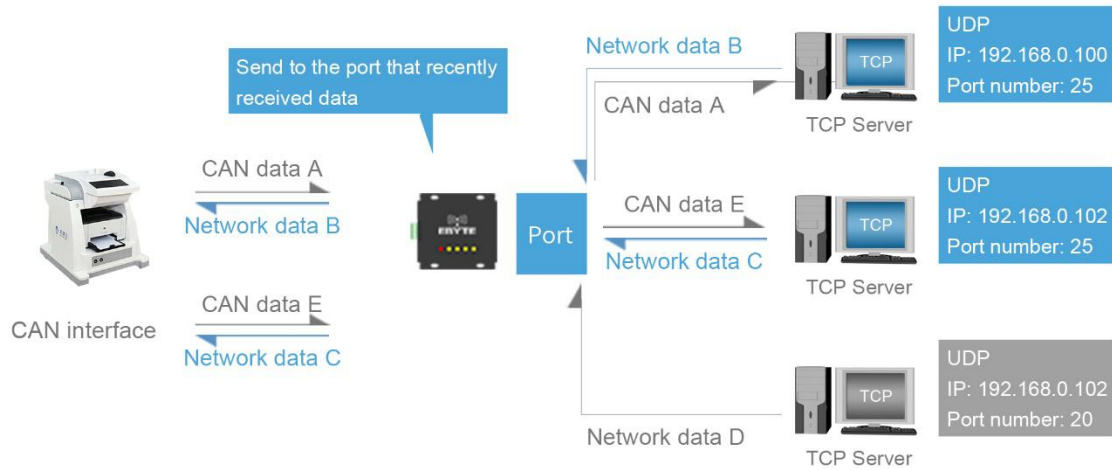 Send to the port that recently
received data
CAN data A
Network data B
CAN data E
Network data C
CAN interface
EBYTE
Port
Network data B
CAN data A
CAN data E
Network data C
Network data D
TCP
TCP Server
UDP
IP: 192.168.0.100
Port number: 25
TCP
TCP Server
UDP
IP: 192.168.0.102
Port number: 25
TCP
TCP Server
UDP
IP: 192.168.0.102
Port number: 20